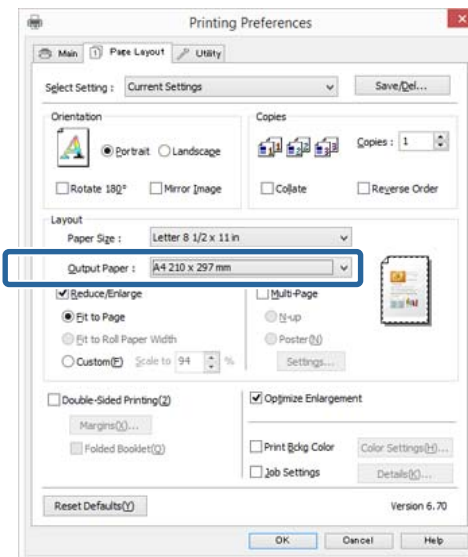 Printing Preferences
Main Page Layout Utility
Select Setting : Current Settings Save/Del...
Orientation Copies
Portrait Landscape Copies : 1
Rotate 180° Mirror Image Collate Reverse Order
Layout
Paper Size : Letter 8 1/2 x 11 in
Output Paper : A4 210 x 297 mm
Reduce/Enlarge Multi-Page
Fit to Page N-up
Fit to Roll Paper Width Poster(N)
Custom(F) Scale to 94 % Settings...
Double-Sided Printing(2) Optimize Enlargement
Margins(X)...
Folded Booklet(Q) Print Bckg Color Color Settings(H)...
Job Settings Details(K)...
Reset Defaults(Y) Version 6.70
OK Cancel Help